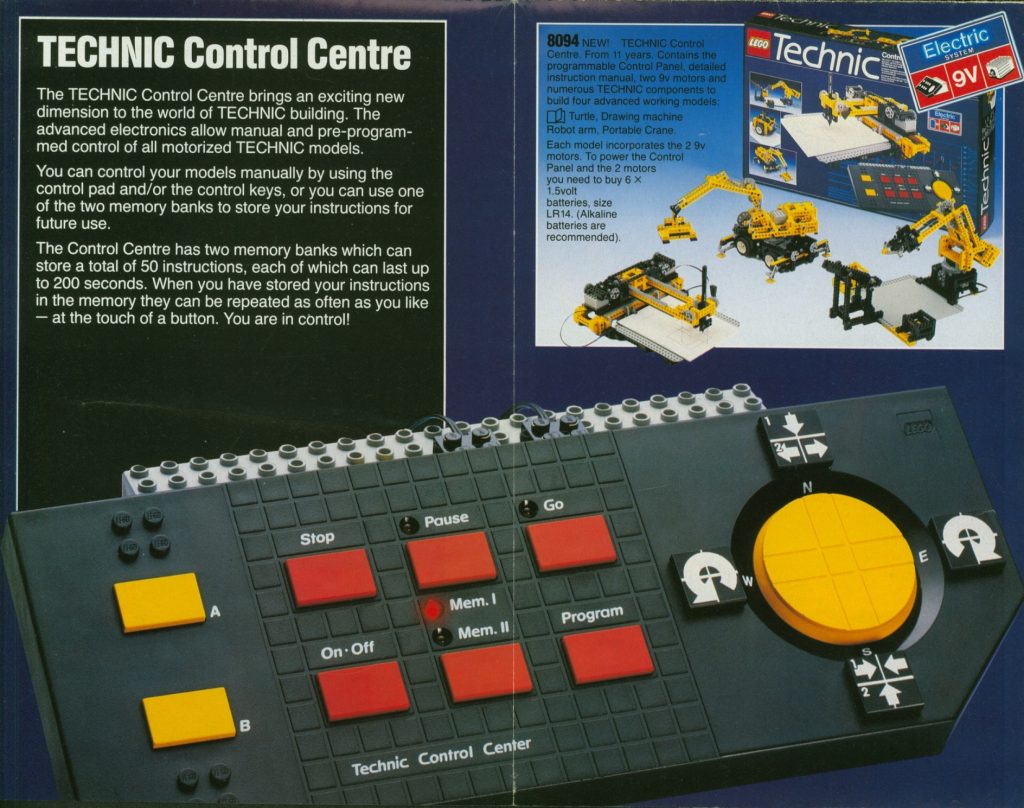 TECHNIC Control Centre
The TECHNIC Control Centre brings an exciting new
dimension to the world of TECHNIC building. The
advanced electronics allow manual and pre-program-
med control of all motorized TECHNIC models.
You can control your models manually by using the
control pad and/or the control keys, or you can use one
of the two memory banks to store your instructions for
future use.
The Control Centre has two memory banks which can
store a total of 50 instructions, each of which can last up
to 200 seconds. When you have stored your instructions
in the memory they can be repeated as often as you like
– at the touch of a button. You are in control!
8094 NEW! TECHNIC Control
Centre. From 11 years. Contains the
programmable Control Panel, detailed
instruction manual, two 9v motors and
numerous TECHNIC components to
build four advanced working models:
Turtle, Drawing machine
Robot arm, Portable Crane.
Each model incorporates the 2 9v
motors. To power the Control
Panel and the 2 motors
you need to buy 6 ×
1.5volt
batteries, size
LR14. (Alkaline
batteries are
recommended).
LEGO Technic
Technic
Electric
SYSTEM
9V
LEGO
Stop
Pause
Go
On·Off
Mem. I
Mem. II
Program
A
B
N
W
E
S
1
2
1
2
Technic Control Center